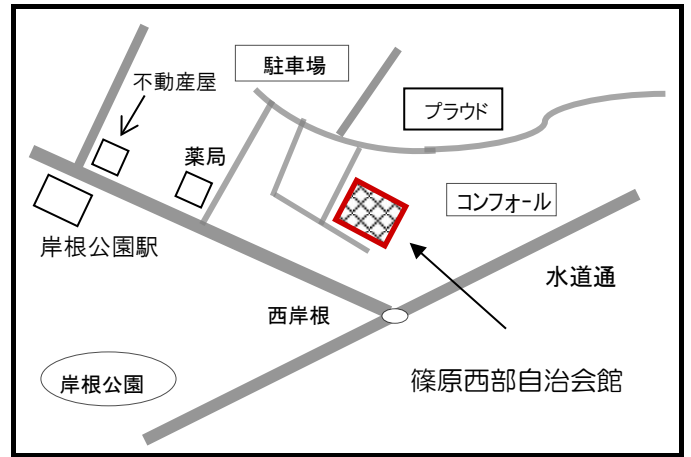 駐車場
不動産屋
プラウド
薬局
コンフォール
岸根公園駅
水道通
西岸根
岸根公園
篠原西部自治会館